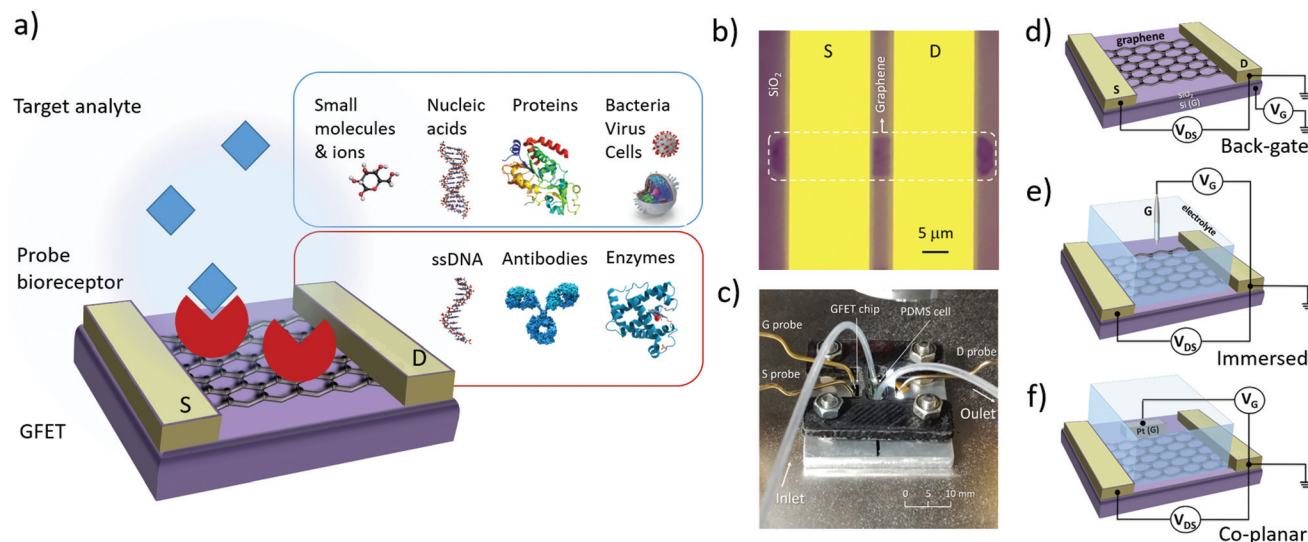 a)
Target analyte
Small
molecules
& ions
Nucleic
acids
Proteins
Bacteria
Virus
Cells
Probe
bioreceptor
ssDNA
Antibodies
Enzymes
S
D
GFET
b)
S
D
SiO2
Graphene
5 μm
c)
GFET chip
PDMS cell
G probe
D probe
S probe
Oulet
Inlet
0 5 10 mm
d)
graphene
D
S
SiO2
Si (G)
VG
VDS
Back-gate
e)
VG
G
electrolyte
VDS
Immersed
f)
VG
Pt (G)
VDS
Co-planar